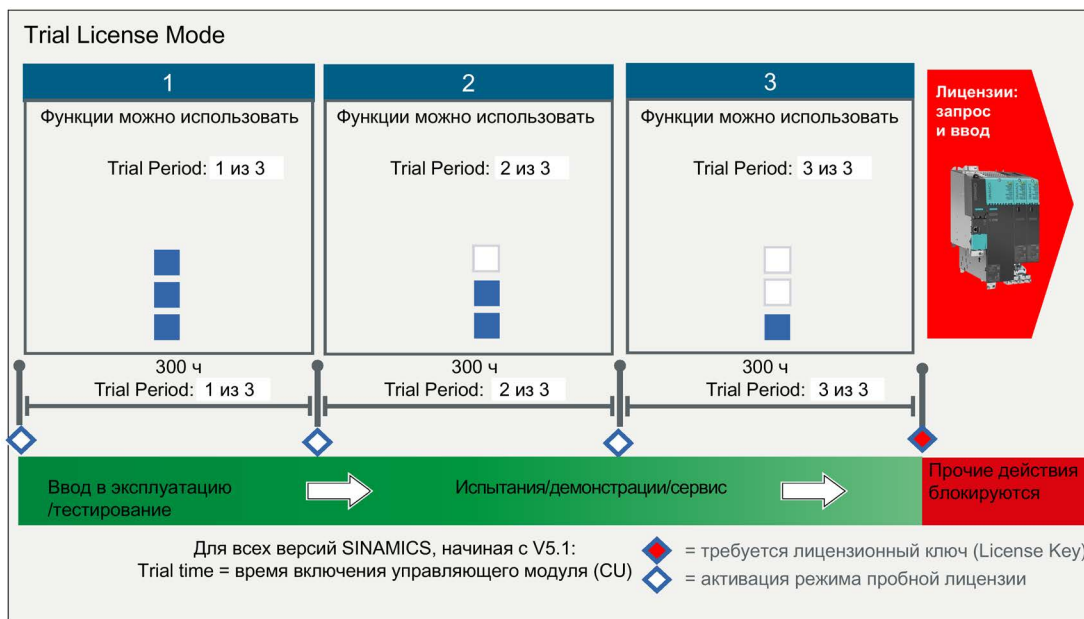 Trial License Mode
1
2
3
Функции можно использовать
Функции можно использовать
Функции можно использовать
Лицензии:
запрос
и ввод
Trial Period: 1 из 3
Trial Period: 2 из 3
Trial Period: 3 из 3
300 ч
300 ч
300 ч
Trial Period: 1 из 3
Trial Period: 2 из 3
Trial Period: 3 из 3
Ввод в эксплуатацию
/тестирование
Испытания/демонстрации/сервис
Прочие действия
блокируются
Для всех версий SINAMICS, начиная с V5.1:
Trial time = время включения управляющего модуля (CU)
= требуется лицензионный ключ (License Key)
= активация режима пробной лицензии